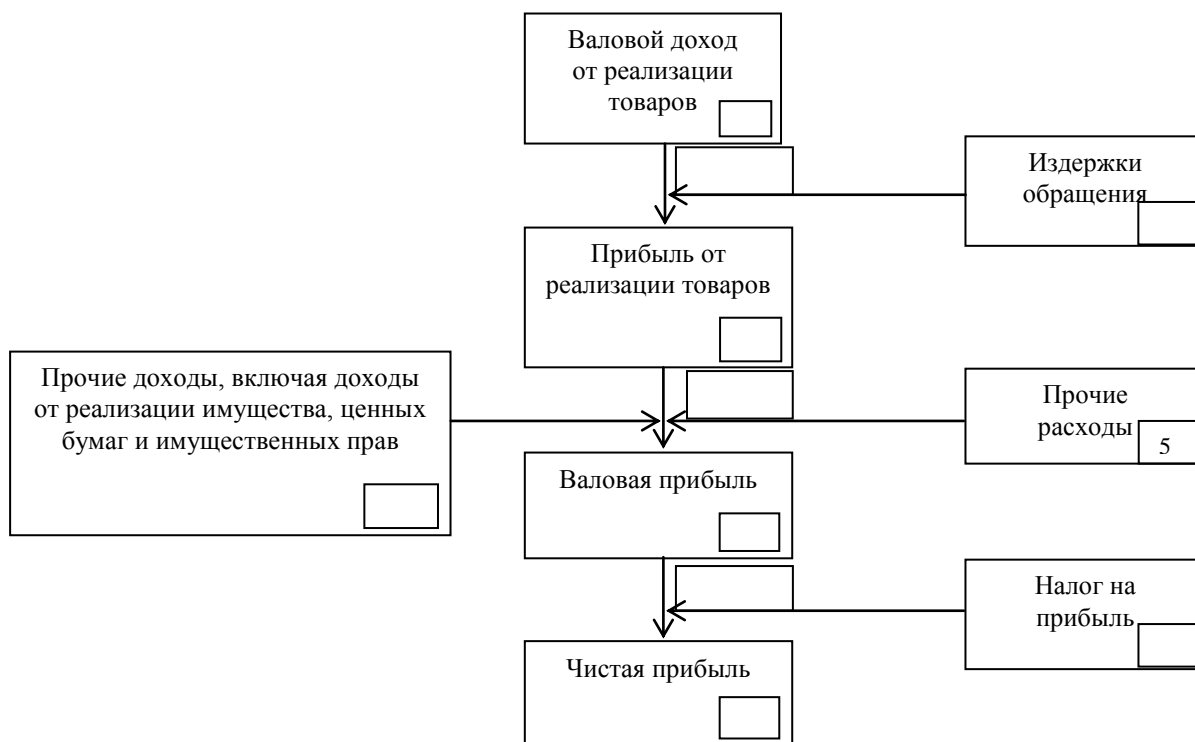 Валовой доход
от реализации
товаров
Издержки
обращения
Прибыль от
реализации товаров
Прочие доходы, включая доходы
от реализации имущества, ценных
бумаг и имущественных прав
Прочие
расходы
5
Валовая прибыль
Налог на
прибыль
Чистая прибыль